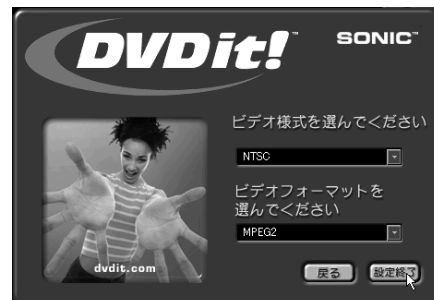 DVDit!™
SONIC™
ビデオ様式を選んでください
NTSC
ビデオフォーマットを
選んでください
MPEG2
dvdit.com
戻る
設定終了